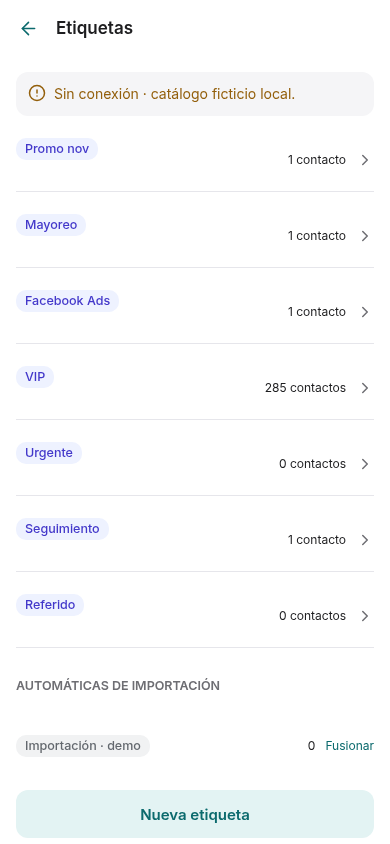 Etiquetas
Sin conexión · catálogo ficticio local.
Promo nov
1 contacto
Mayoreo
1 contacto
Facebook Ads
1 contacto
VIP
285 contactos
Urgente
0 contactos
Seguimiento
1 contacto
Referido
0 contactos
AUTOMÁTICAS DE IMPORTACIÓN
Importación · demo 0 Fusionar
Nueva etiqueta